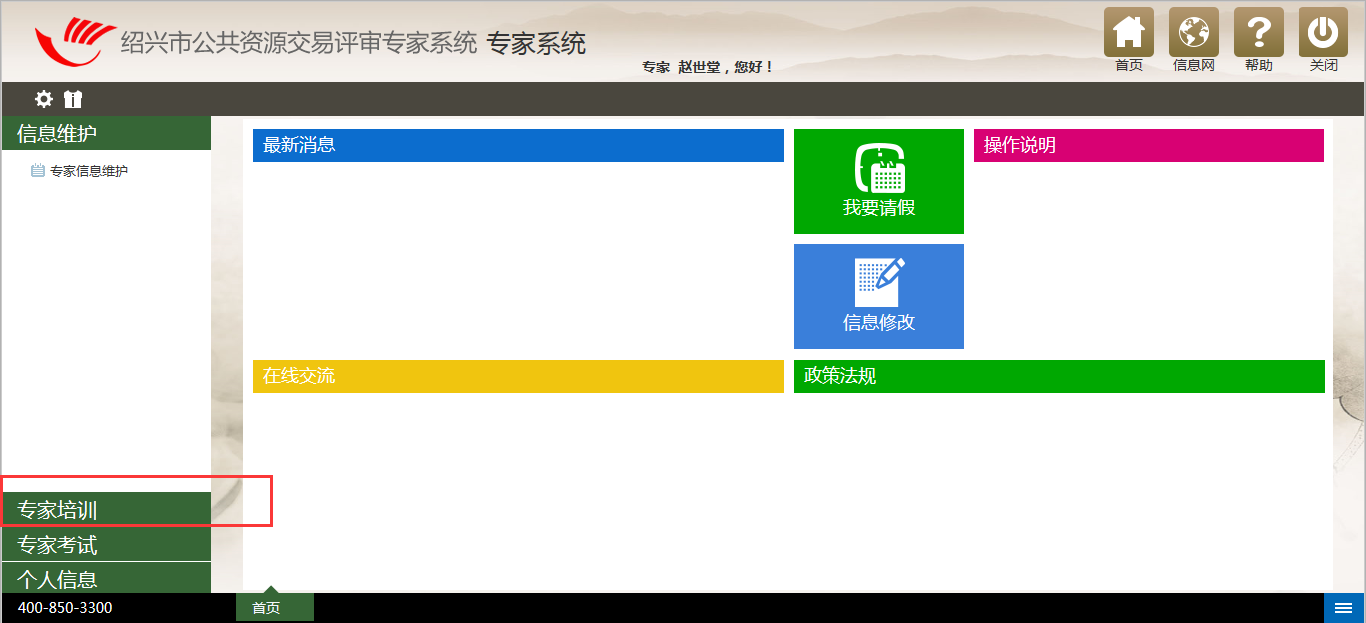 绍兴市公共资源交易评审专家系统 专家系统
专家 赵世堂，您好！
首页
信息网
帮助
关闭
信息维护
专家信息维护
最新消息
我要请假
操作说明
信息修改
在线交流
政策法规
专家培训
专家考试
个人信息
400-850-3300
首页